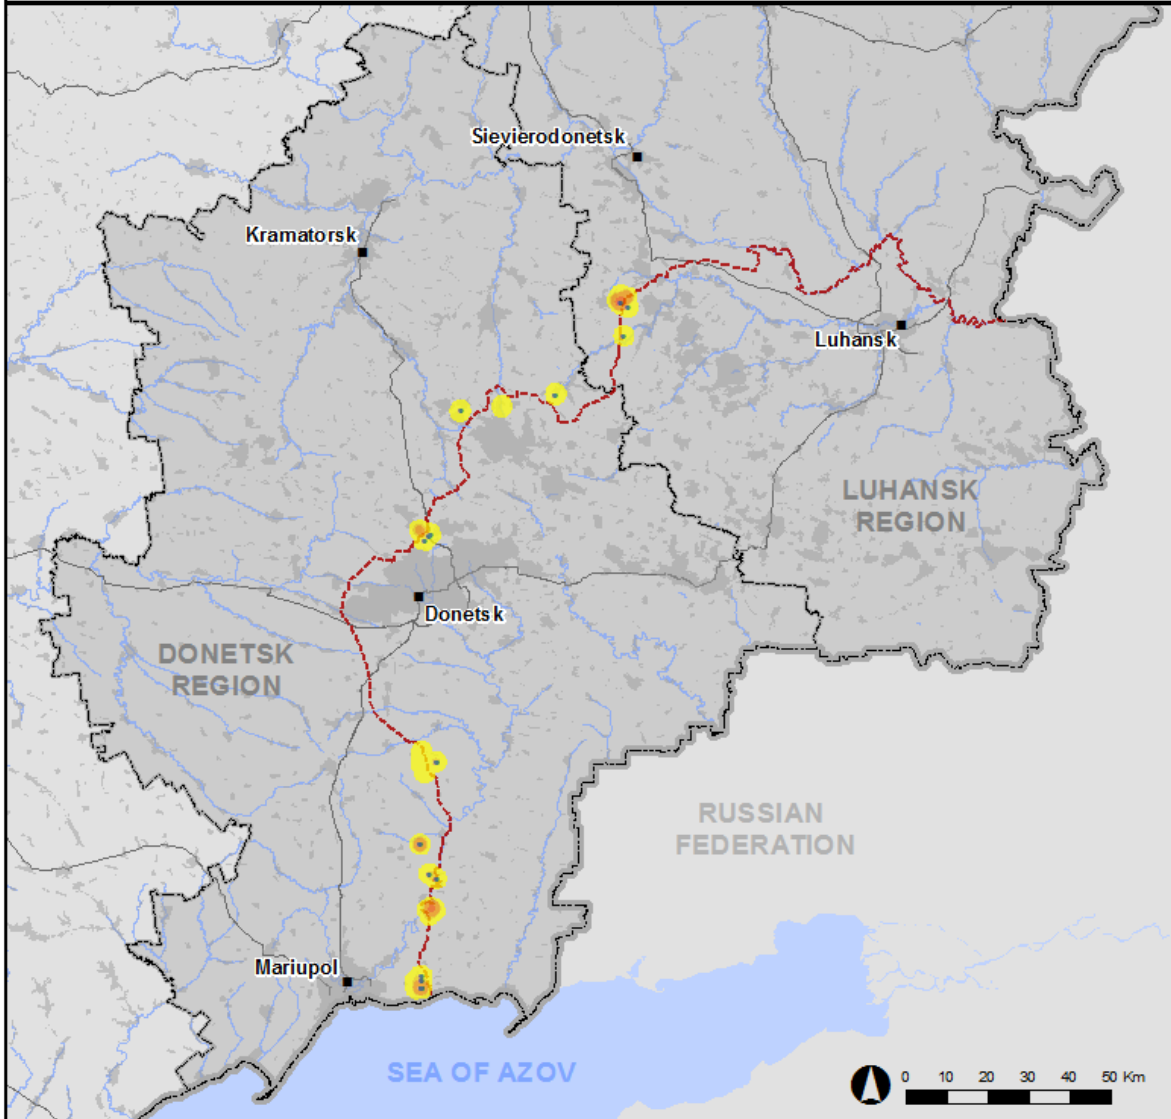 Sievierodonetsk
Kramatorsk
Luhansk
LUHANSK
REGION
Donetsk
DONETSK
REGION
RUSSIAN
FEDERATION
Mariupol
SEA OF AZOV
0 10 20 30 40 50 Km